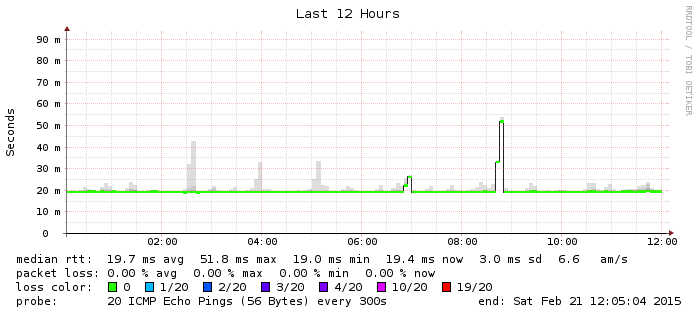 Last 12 Hours
RRDTOOL / TOBI OETIKER
Seconds
90 m
80 m
70 m
60 m
50 m
40 m
30 m
20 m
10 m
0
02:00 04:00 06:00 08:00 10:00 12:00
median rtt: 19.7 ms avg 51.8 ms max 19.0 ms min 19.4 ms now 3.0 ms sd 6.6 am/s
packet loss: 0.00 % avg 0.00 % max 0.00 % min 0.00 % now
loss color: 0 1/20 2/20 3/20 4/20 10/20 19/20
probe: 20 ICMP Echo Pings (56 Bytes) every 300s end: Sat Feb 21 12:05:04 2015